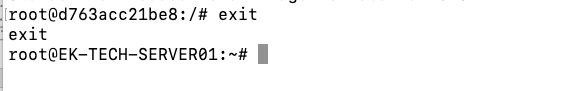 root@d763acc21be8:/# exit
exit
root@EK-TECH-SERVER01:~#